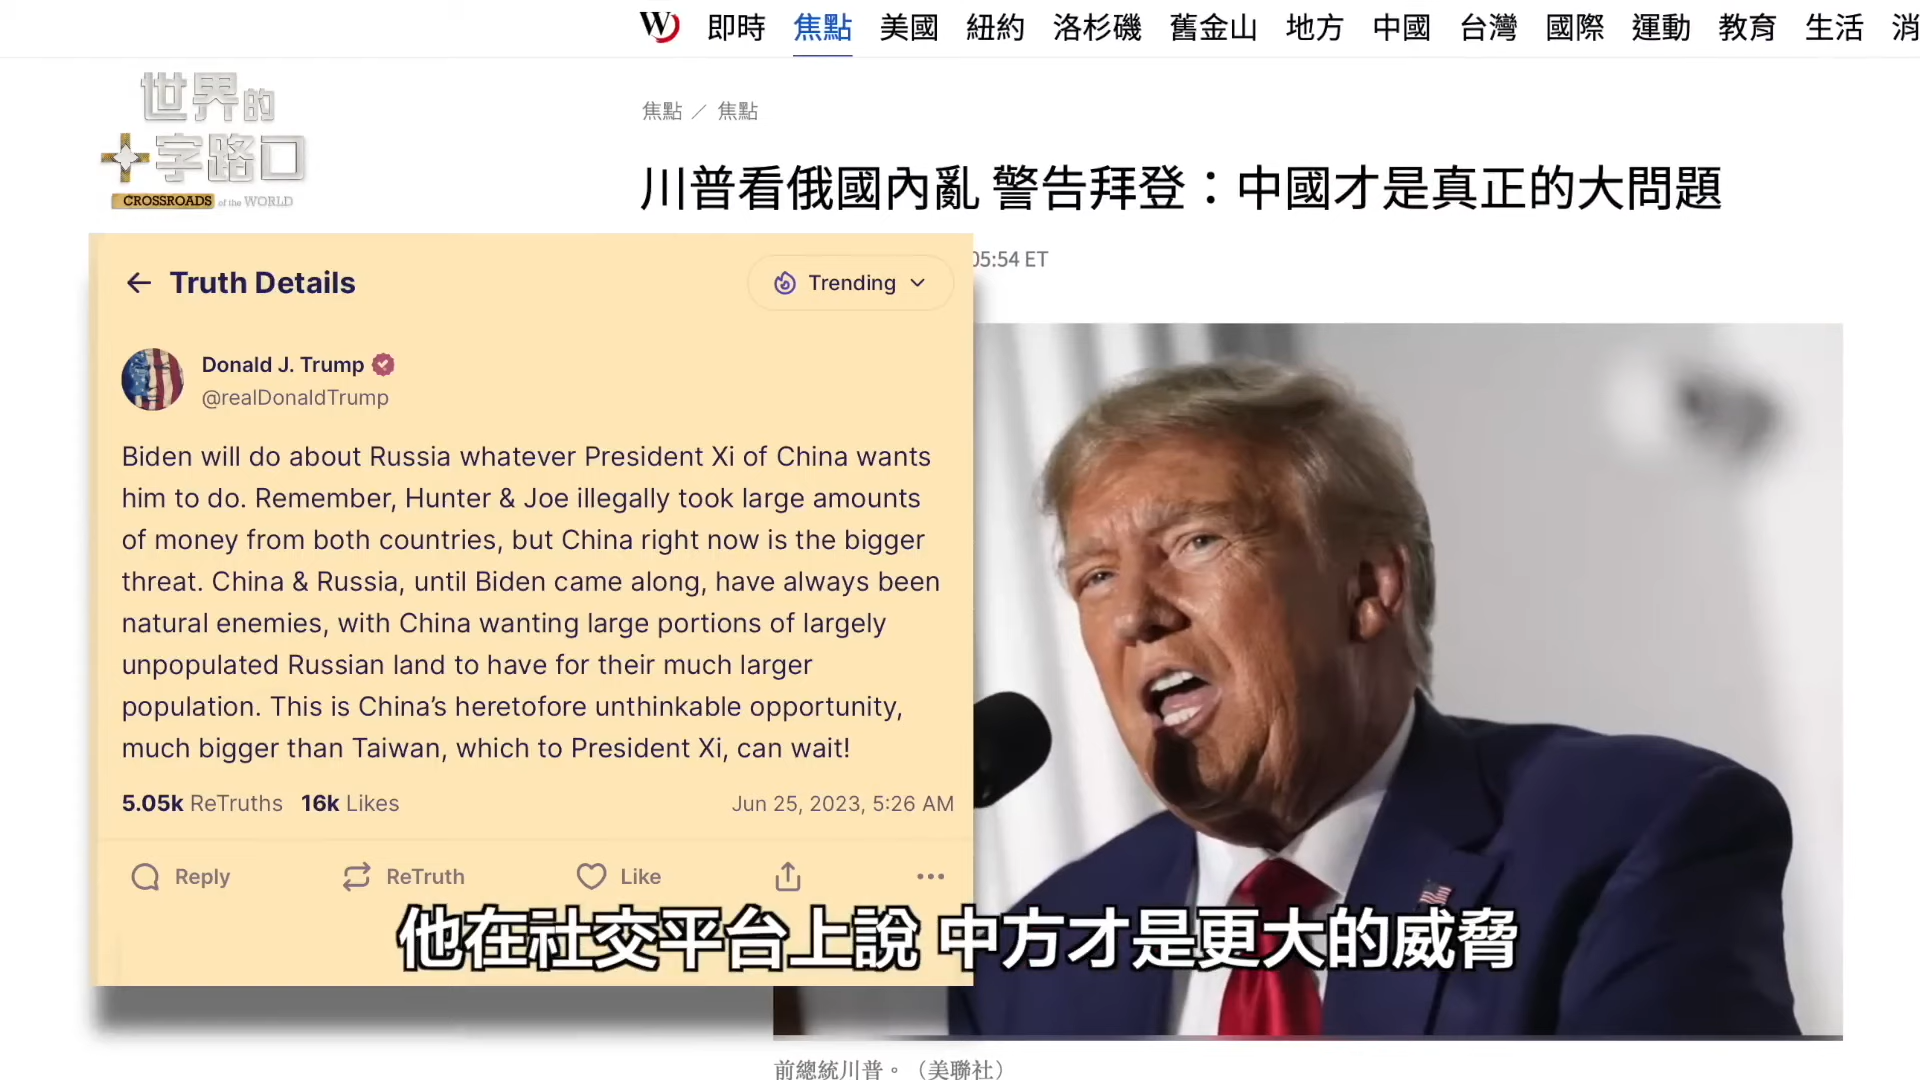 W 即時 焦點 美國 紐約 洛杉磯 舊金山 地方 中國 台灣 國際 運動 教育 生活 消
世界的
十字路口
CROSSROADS of the WORLD
焦點 ／ 焦點
川普看俄國內亂 警告拜登：中國才是真正的大問題
05:54 ET
Truth Details
Trending
Donald J. Trump
@realDonaldTrump
Biden will do about Russia whatever President Xi of China wants
him to do. Remember, Hunter & Joe illegally took large amounts
of money from both countries, but China right now is the bigger
threat. China & Russia, until Biden came along, have always been
natural enemies, with China wanting large portions of largely
unpopulated Russian land to have for their much larger
population. This is China’s heretofore unthinkable opportunity,
much bigger than Taiwan, which to President Xi, can wait!
5.05k ReTruths 16k Likes
Jun 25, 2023, 5:26 AM
Reply ReTruth Like
他在社交平台上說 中方才是更大的威脅
前總統川普。（美聯社）